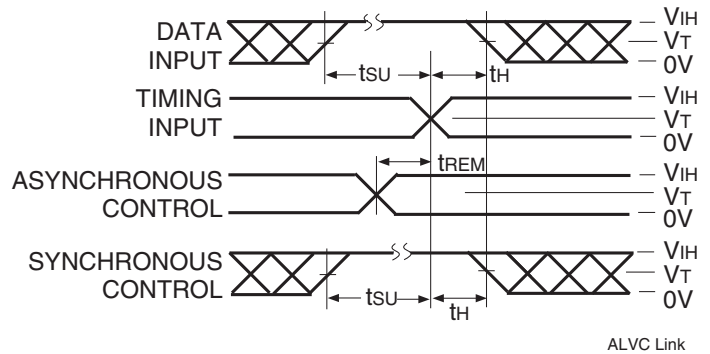 DATA
INPUT
tSU
tH
VIH
VT
0V
TIMING
INPUT
VIH
VT
0V
tREM
ASYNCHRONOUS
CONTROL
VIH
VT
0V
SYNCHRONOUS
CONTROL
tSU
tH
VIH
VT
0V
ALVC Link